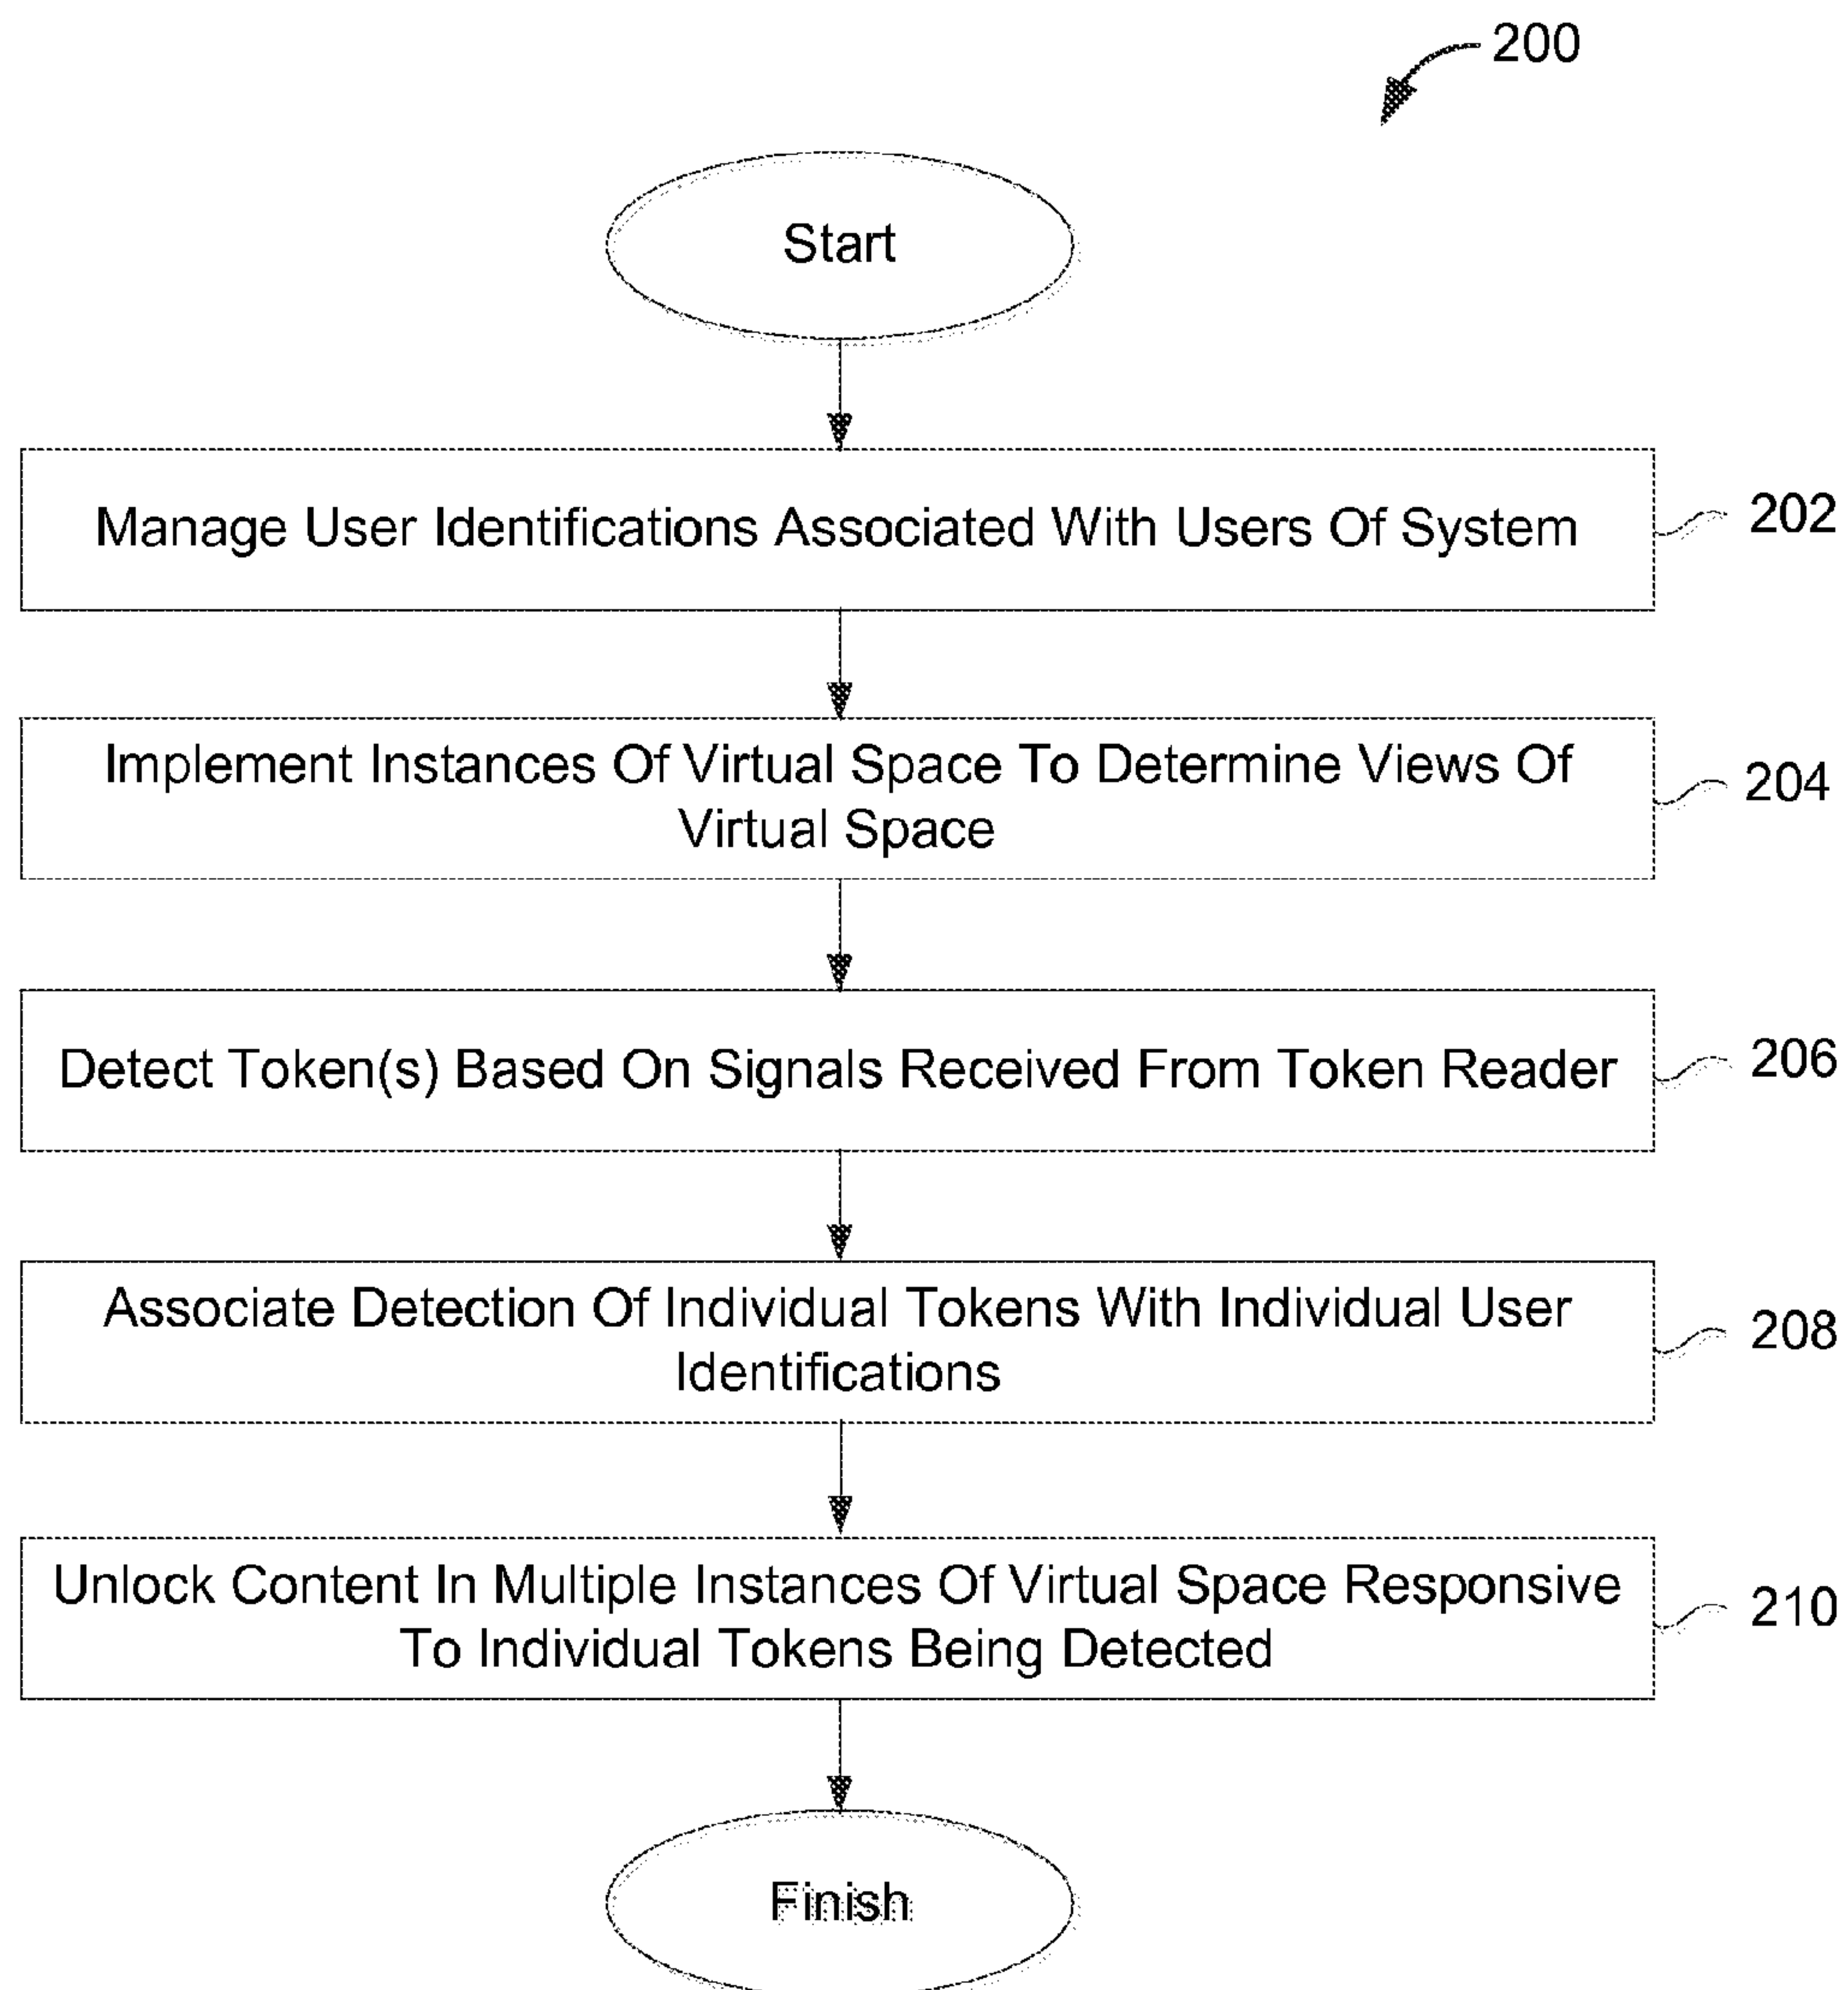 200
Start
Manage User Identifications Associated With Users Of System
202
Implement Instances Of Virtual Space To Determine Views Of
Virtual Space
204
Detect Token(s) Based On Signals Received From Token Reader
206
Associate Detection Of Individual Tokens With Individual User
Identifications
208
Unlock Content In Multiple Instances Of Virtual Space Responsive
To Individual Tokens Being Detected
210
Finish